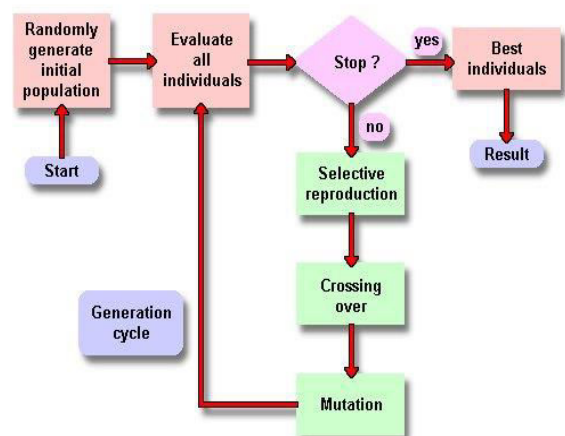 Randomly
generate
initial
population
Evaluate
all
individuals
Stop ?
yes
Best
individuals
Start
no
Result
Selective
reproduction
Crossing
over
Generation
cycle
Mutation